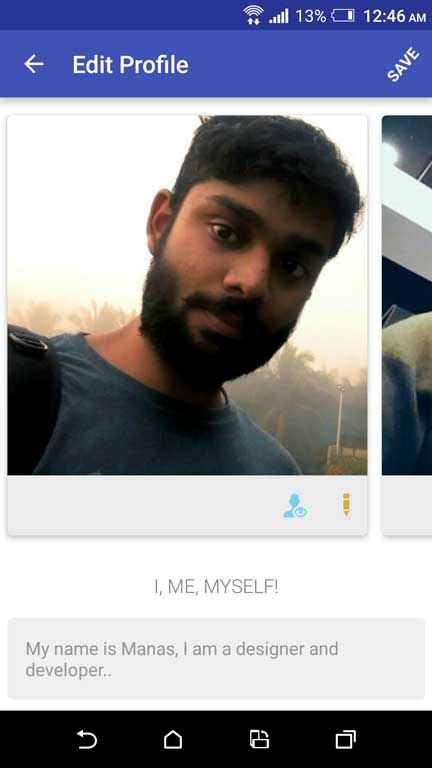 13% 12:46 AM
Edit Profile
SAVE
I, ME, MYSELF!
My name is Manas, I am a designer and
developer..